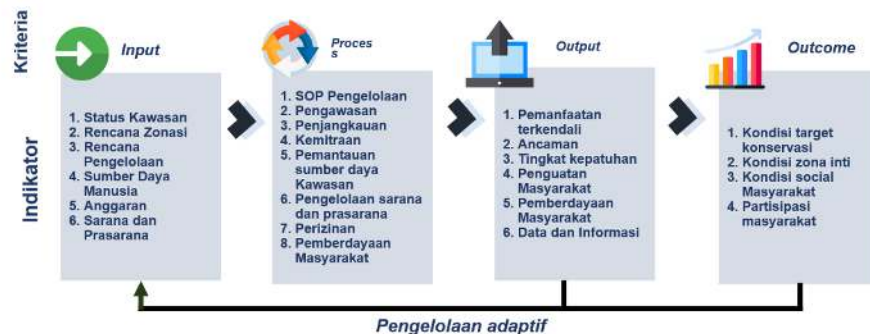 Kriteria
Input
Proces
s
Output
Outcome
Indikator
1. Status Kawasan
2. Rencana Zonasi
3. Rencana
Pengelolaan
4. Sumber Daya
Manusia
5. Anggaran
6. Sarana dan
Prasarana
1. SOP Pengelolaan
2. Pengawasan
3. Penjangkauan
4. Kemitraan
5. Pemantauan
sumber daya
Kawasan
6. Pengelolaan sarana
dan prasarana
7. Perizinan
8. Pemberdayaan
Masyarakat
1. Pemanfaatan
terkendali
2. Ancaman
3. Tingkat kepatuhan
4. Penguatan
Masyarakat
5. Pemberdayaan
Masyarakat
6. Data dan Informasi
1. Kondisi target
konservasi
2. Kondisi zona inti
3. Kondisi social
Masyarakat
4. Partisipasi
masyarakat
Pengelolaan adaptif